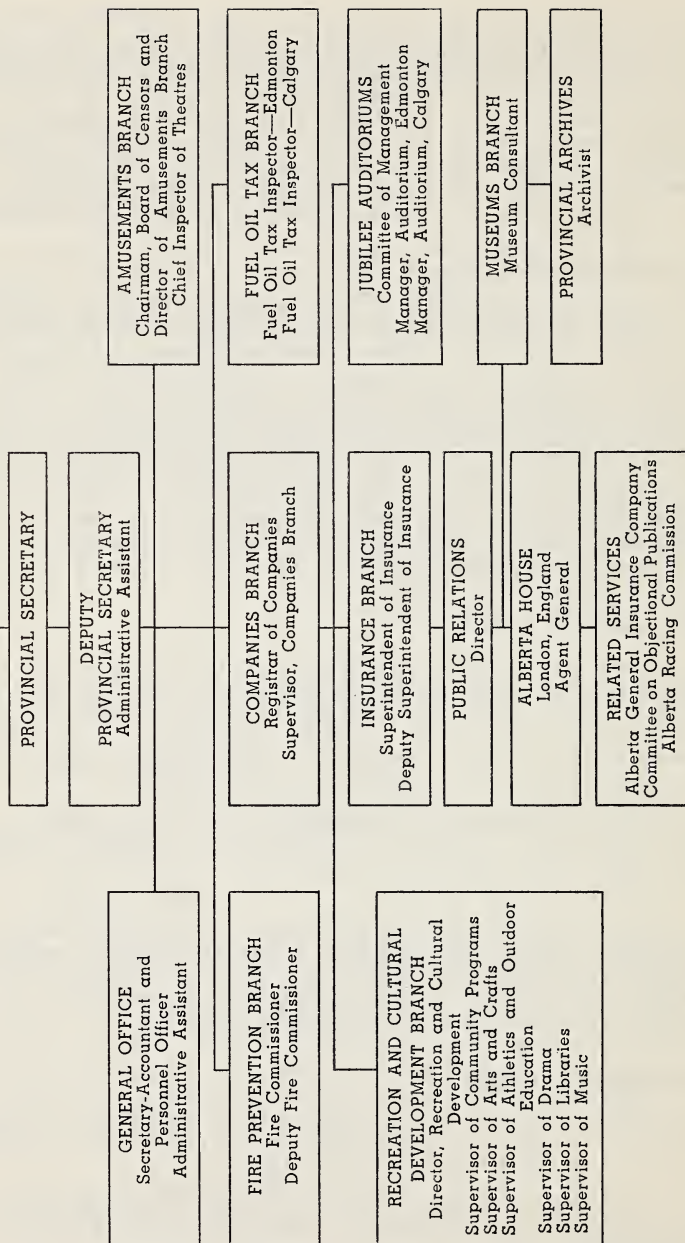 PROVINCIAL SECRETARY
DEPUTY
PROVINCIAL SECRETARY
Administrative Assistant
GENERAL OFFICE
Secretary-Accountant and
Personnel Officer
Administrative Assistant
AMUSEMENTS BRANCH
Chairman, Board of Censors and
Director of Amusements Branch
Chief Inspector of Theatres
FIRE PREVENTION BRANCH
Fire Commissioner
Deputy Fire Commissioner
COMPANIES BRANCH
Registrar of Companies
Supervisor, Companies Branch
FUEL OIL TAX BRANCH
Fuel Oil Tax Inspector—Edmonton
Fuel Oil Tax Inspector—Calgary
RECREATION AND CULTURAL
DEVELOPMENT BRANCH
Director, Recreation and Cultural
Development
Supervisor of Community Programs
Supervisor of Arts and Crafts
Supervisor of Athletics and Outdoor
Education
Supervisor of Drama
Supervisor of Libraries
Supervisor of Music
INSURANCE BRANCH
Superintendent of Insurance
Deputy Superintendent of Insurance
JUBILEE AUDITORIUMS
Committee of Management
Manager, Auditorium, Edmonton
Manager, Auditorium, Calgary
PUBLIC RELATIONS
Director
MUSEUMS BRANCH
Museum Consultant
ALBERTA HOUSE
London, England
Agent General
PROVINCIAL ARCHIVES
Archivist
RELATED SERVICES
Alberta General Insurance Company
Committee on Objectional Publications
Alberta Racing Commission